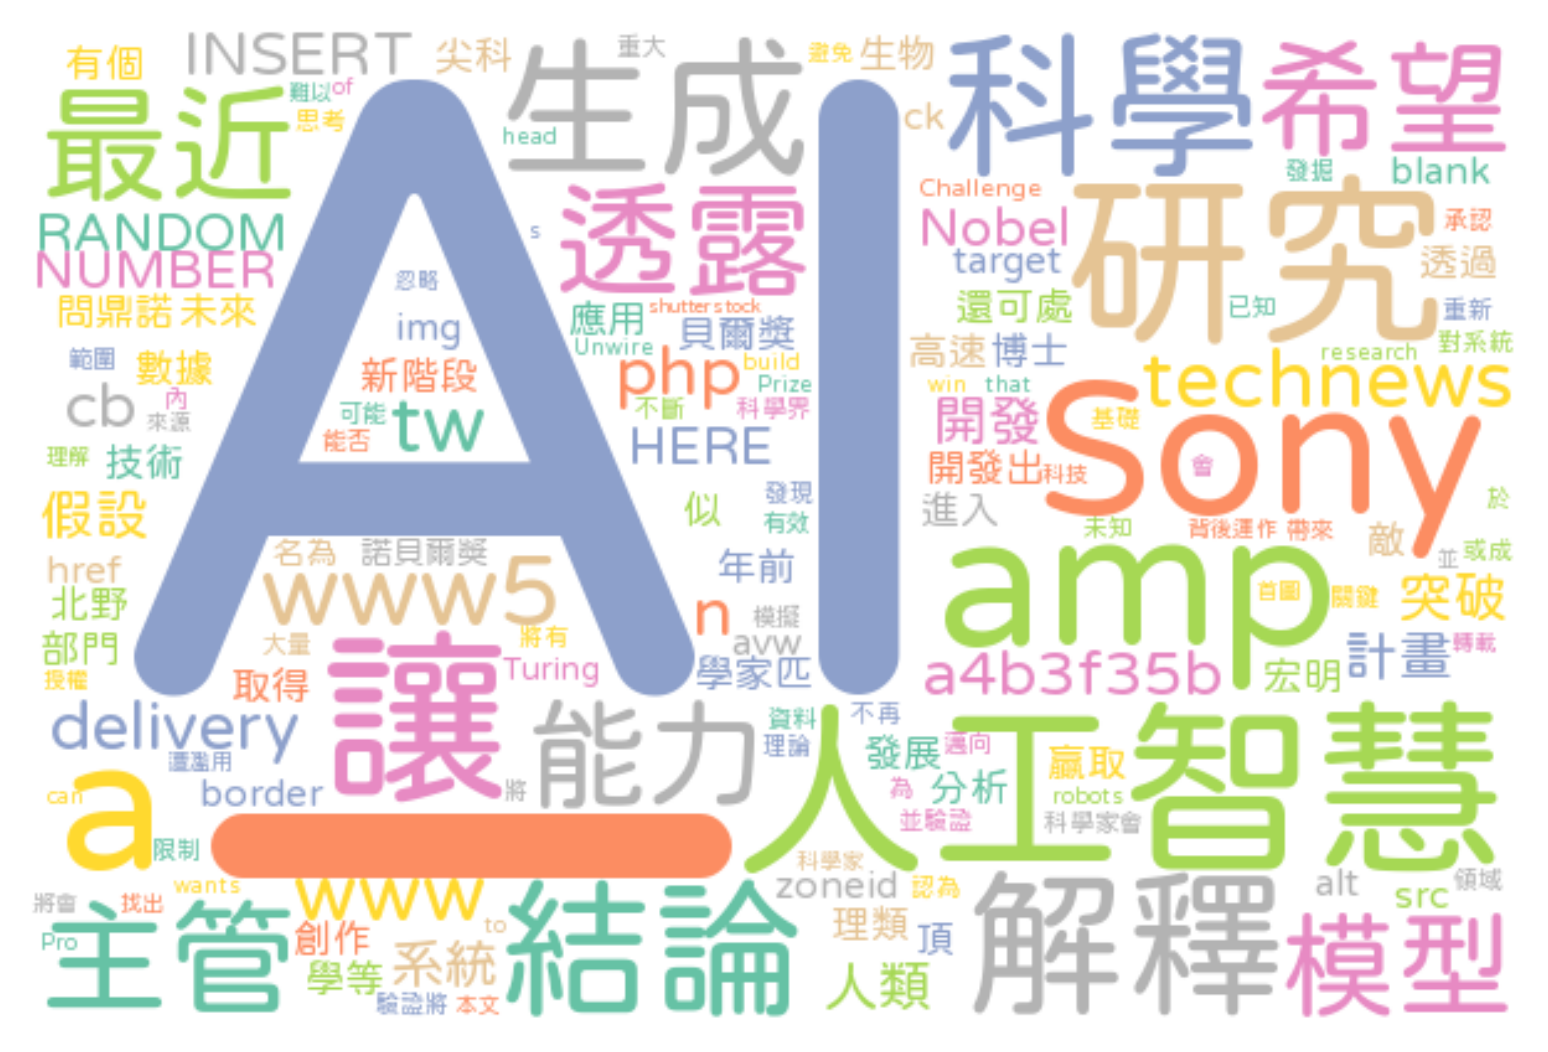 有個 INSERT 尖科 生成 重大 避免 生物 科學 希望
最近 難以 of 思考 head ck 發掘 blank
RANDOM AI 透露 s Challenge Nobel 研究 承認
NUMBER 忽略 target 透過
問鼎諾 未來 img 應用 shutterstock 貝爾獎 還可處 已知 重新
範圍 數據 新階段 Unwire php build Prize 高速 博士 technews research 對系統
cb 內 來源 可能 tw 能否 不斷 科學界 win that 開發 基礎 Sony
理解 技術 HERE 開發出 科技 會
假設 似 發現 有效 進入 未知 背後運作 帶來 敵 於
href 名為 諾貝爾獎 年前 amp 並 或成
北野 www5 n 模擬 首圖 關鍵 突破
部門 大量 將有 avw 計畫 轉載
授權 取得 讓 Turing 學家匹 a4b3f35b 宏明
delivery 能力 資料 不再 人工智慧
遭濫用 理論 發展 邁向 贏取
can a border 將 為 分析 robots
限制 並驗證 科學家會
將會 找出 wants www 結論 科學家 zoneid 認為 解釋 alt src 領域
主管 Pro 創作 to 理類 頂 模型
學等 系統 人類
驗證將 本文